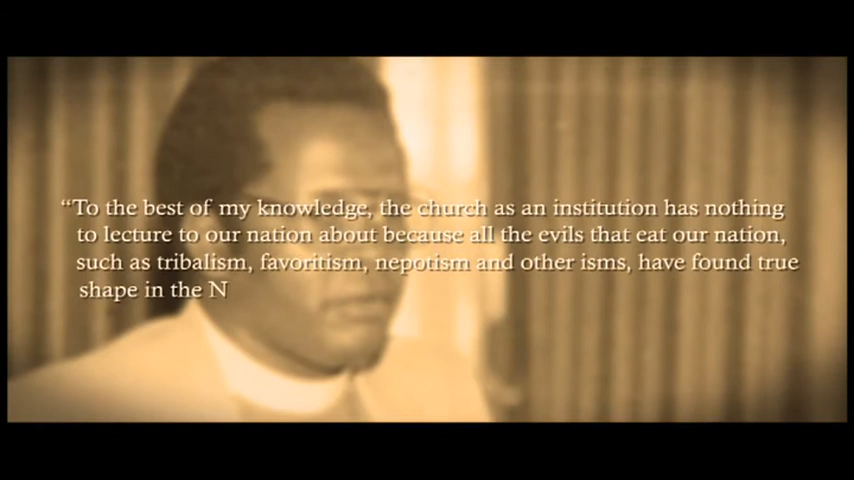 “To the best of my knowledge, the church as an institution has nothing
to lecture to our nation about because all the evils that eat our nation,
such as tribalism, favoritism, nepotism and other isms, have found true
shape in the N